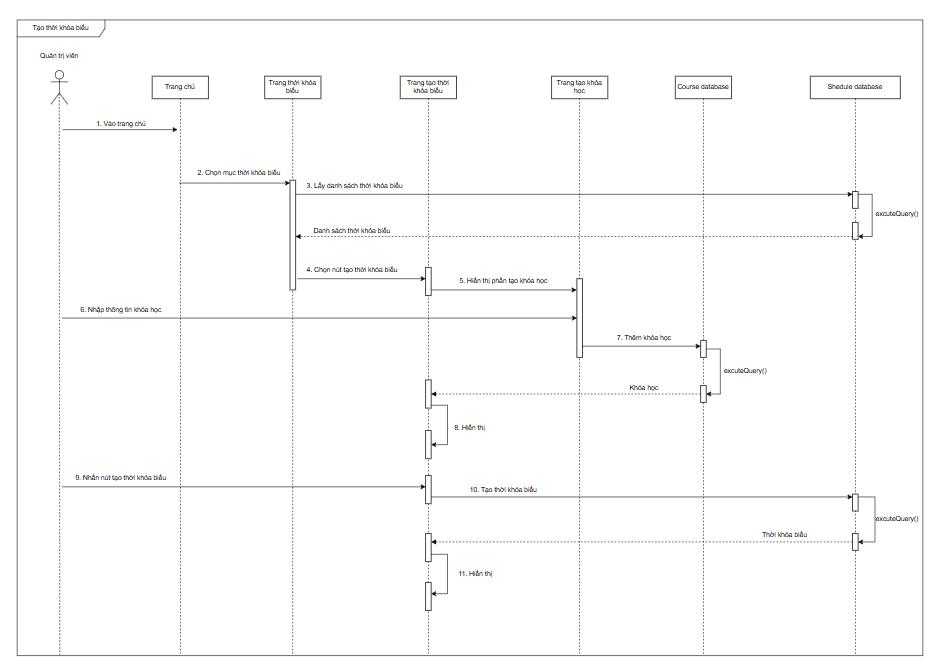 Tạo thời khóa biểu
Quản trị viên
Trang chủ
Trang thời khóa
biểu
Trang tạo thời
khóa biểu
Trang tạo khóa
học
Course database
Shedule database
1. Vào trang chủ
2. Chọn mục thời khóa biểu
3. Lấy danh sách thời khóa biểu
excuteQuery()
Danh sách thời khóa biểu
4. Chọn nút tạo thời khóa biểu
5. Hiển thị phần tạo khóa học
6. Nhập thông tin khóa học
7. Thêm khóa học
excuteQuery()
Khóa học
8. Hiển thị
9. Nhấn nút tạo thời khóa biểu
10. Tạo thời khóa biểu
excuteQuery()
Thời khóa biểu
11. Hiển thị